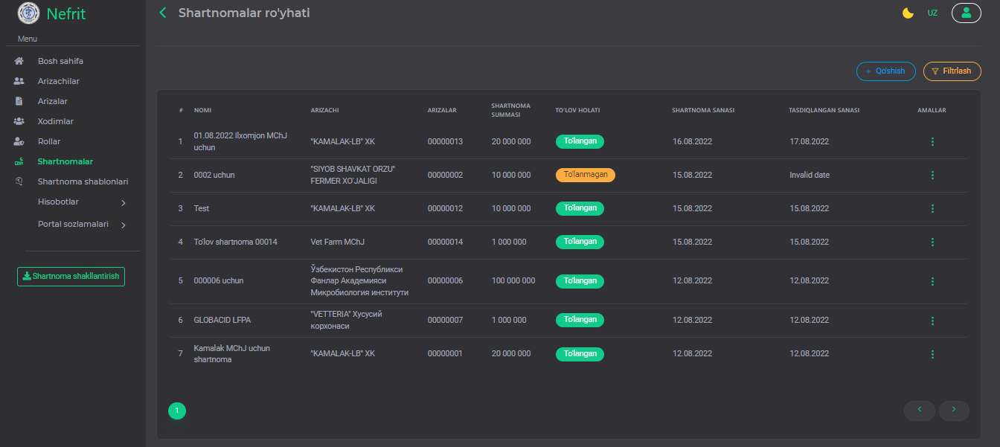 Nefrit
Shartnomalar ro'yhati
UZ
Menu
Bosh sahifa
Arizachilar
Arizalar
Xodimlar
Rollar
Shartnomalar
Shartnoma shablonlari
Hisobotlar
Portal sozlamalari
Shartnoma shakllantirish
+ Qo'shish
Filtrlash
# NOMI ARIZACHI ARIZALAR SHARTNOMA SUMMASI TO'LOV HOLATI SHARTNOMA SANASI TASDIQLANGAN SANASI AMALLAR
1 01.08.2022 Ilxomjon MChJ uchun "KAMALAK-LB" XK 00000013 20 000 000 To'langan 16.08.2022 17.08.2022
2 0002 uchun "SIYOB SHAVKAT ORZU" FERMER XO'JALIGI 00000002 10 000 000 To'lanmagan 15.08.2022 Invalid date
3 Test "KAMALAK-LB" XK 00000012 10 000 000 To'langan 15.08.2022 15.08.2022
4 To'lov shartnoma 00014 Vet Farm MChJ 00000014 1 000 000 To'langan 15.08.2022 15.08.2022
5 000006 uchun Ўзбекистон Республикси Фанлар Академияси Микробиология институти 00000006 100 000 000 To'langan 12.08.2022 12.08.2022
6 GLOBACID LFPA "VETTERIA" Хусусий корхонаси 00000007 1 000 000 To'langan 12.08.2022 12.08.2022
7 Kamalak MChJ uchun shartnoma "KAMALAK-LB" XK 00000001 20 000 000 To'langan 12.08.2022 12.08.2022
1